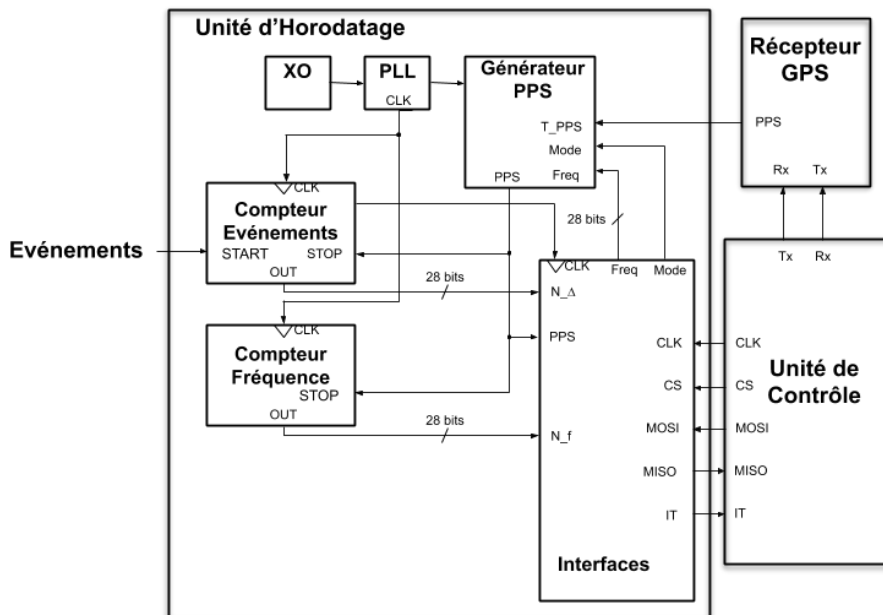 Unité d'Horodatage
XO
PLL
CLK
Générateur
PPS
T_PPS
Mode
Freq
PPS
Récepteur
GPS
PPS
Rx Tx
Evénements
CLK
Compteur
Evénements
START STOP
OUT
28 bits
28 bits
CLK
Compteur
Fréquence
STOP
OUT
28 bits
CLK Freq Mode
N_Δ
PPS
N_f
CLK
CS
MOSI
MISO
IT
Interfaces
Tx Rx
CLK
Unité de
Contrôle
CS
MOSI
MISO
IT